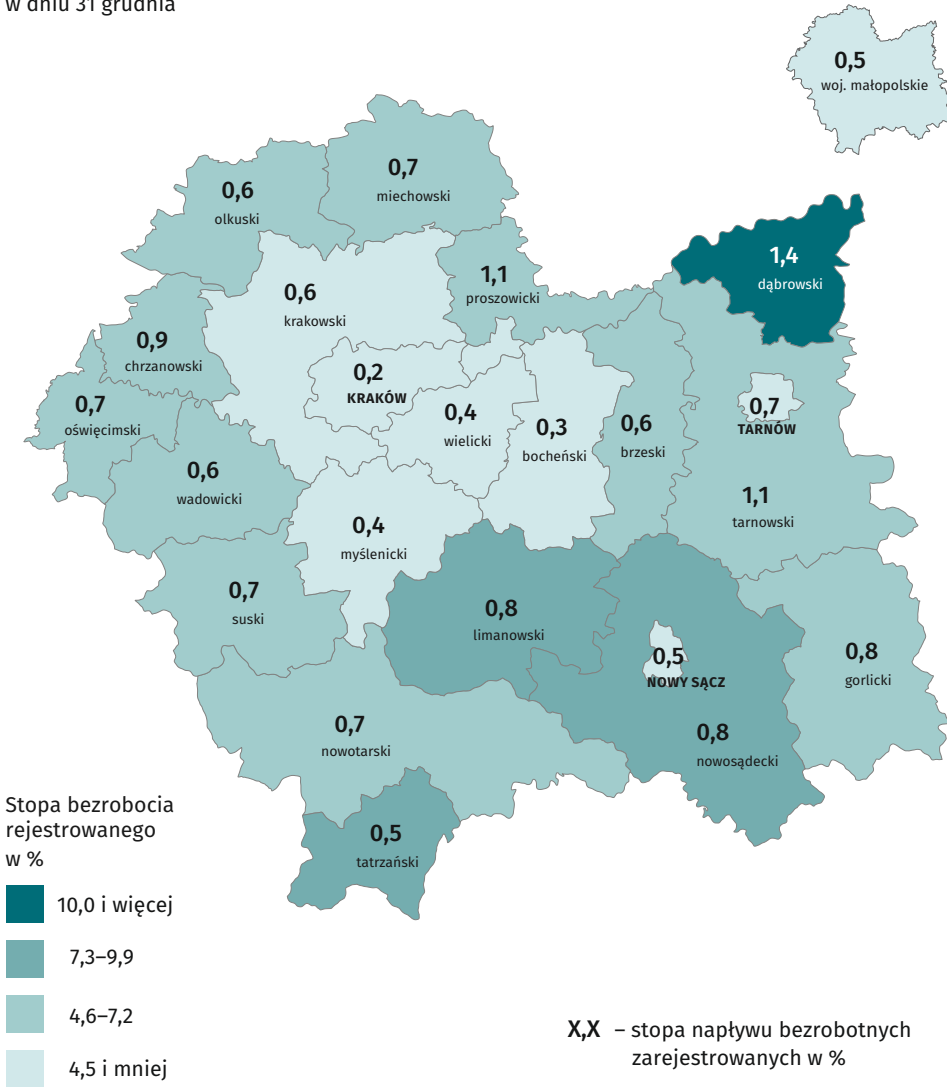 w dniu 31 grudnia
0,5
woj. małopolskie
0,7
miechowski
0,6
olkuski
1,4
dąbrowski
1,1
proszowicki
0,6
krakowski
0,9
chrzanowski
0,2
KRAKÓW
0,7
oświęcimski
0,4
wielicki
0,3
bocheński
0,6
brzeski
0,7
TARNÓW
0,6
wadowicki
1,1
tarnowski
0,4
myślenicki
0,7
suski
0,8
limanowski
0,5
NOWY SĄCZ
0,8
gorlicki
0,7
nowotarski
0,8
nowosądecki
0,5
tatrzański
Stopa bezrobocia
rejestrowanego
w %
10,0 i więcej
7,3–9,9
4,6–7,2
4,5 i mniej
X,X – stopa napływu bezrobotnych
zarejestrowanych w %